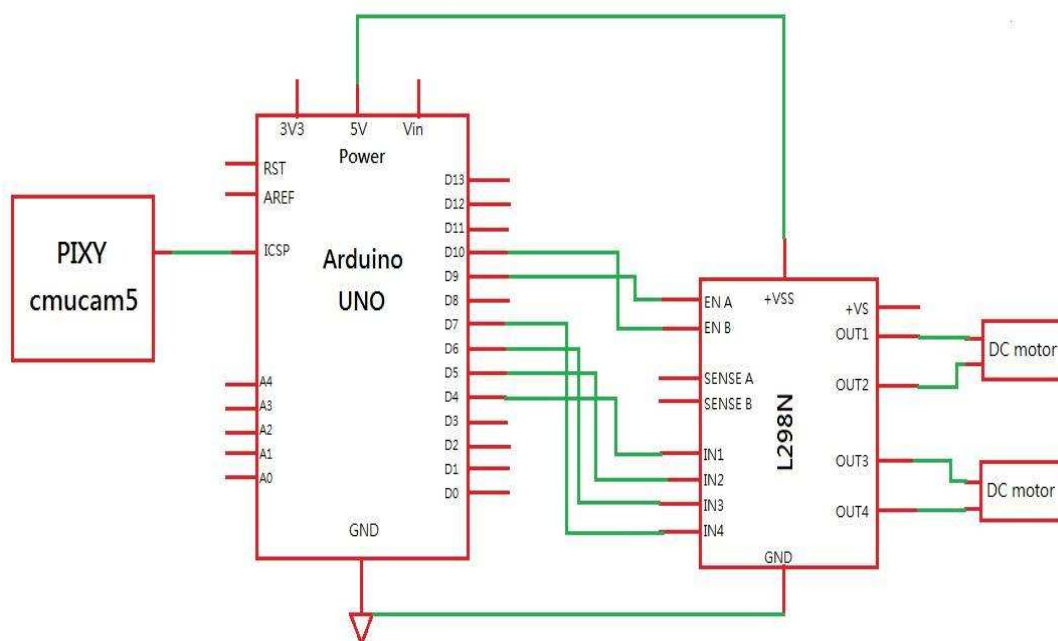 3V3
5V
Vin
Power
RST
AREF
ICSP
Arduino
UNO
D13
D12
D11
D10
D9
D8
D7
D6
D5
D4
D3
D2
D1
D0
A4
A3
A2
A1
A0
GND
PIXY
cmucam5
+VSS
EN A
EN B
SENSE A
SENSE B
IN1
IN2
IN3
IN4
L298N
+VS
OUT1
OUT2
OUT3
OUT4
GND
DC motor
DC motor